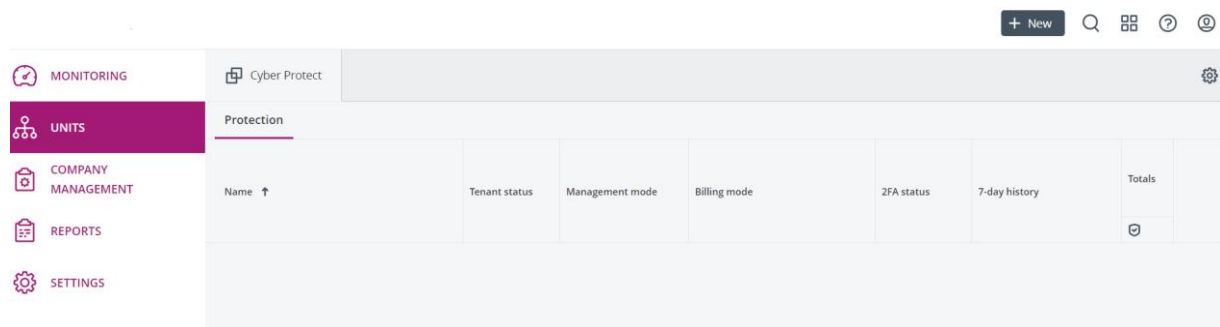 + New
MONITORING
Cyber Protect
UNITS
Protection
COMPANY
MANAGEMENT
REPORTS
SETTINGS
Name ↑ Tenant status Management mode Billing mode 2FA status 7-day history Totals